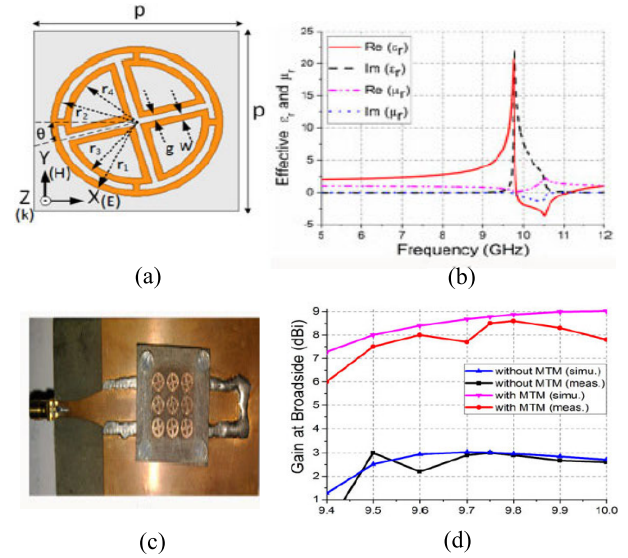 p
p
r₄
r₂
θ
r₃
r₁
g
w
Y
(H)
Z
(k)
X(E)
(a)
Effective εr and μr
25
20
15
10
5
0
-5
5 6 7 8 9 10 11 12
Frequency (GHz)
Re (εr)
Im (εr)
Re (μr)
Im (μr)
(b)
(c)
Gain at Broadside (dBi)
9
8
7
6
5
4
3
2
1
9.4 9.5 9.6 9.7 9.8 9.9 10.0
without MTM (simu.)
without MTM (meas.)
with MTM (simu.)
with MTM (meas.)
(d)